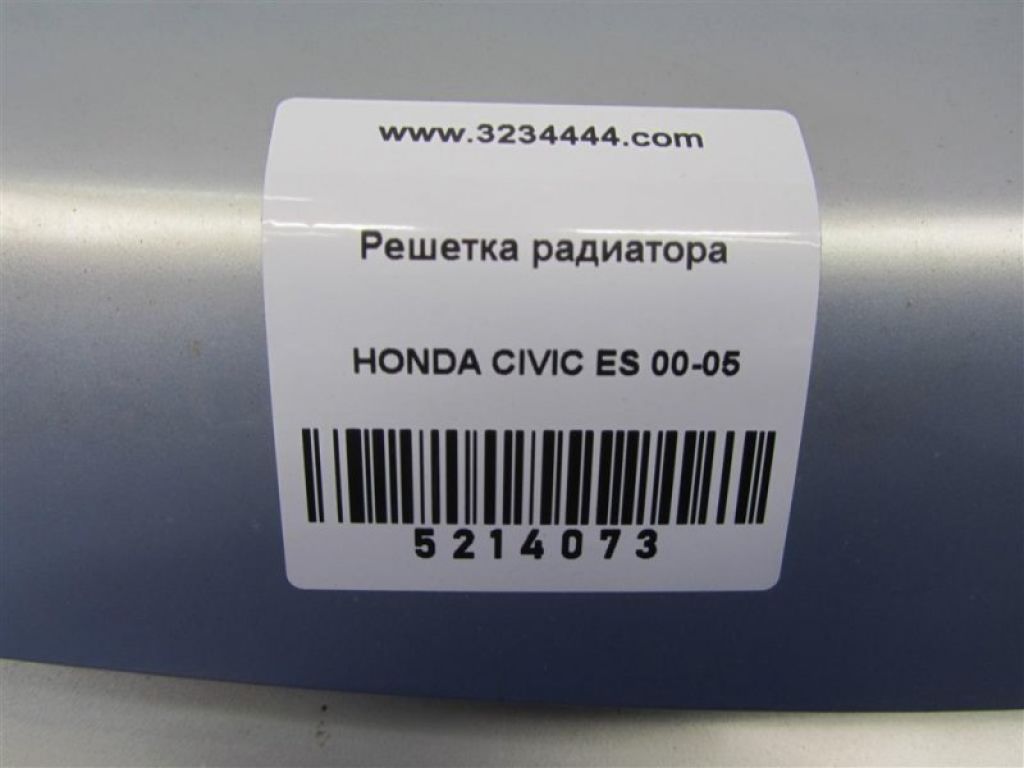 www.3234444.com
Решетка радиатора
HONDA CIVIC ES 00-05
5214073